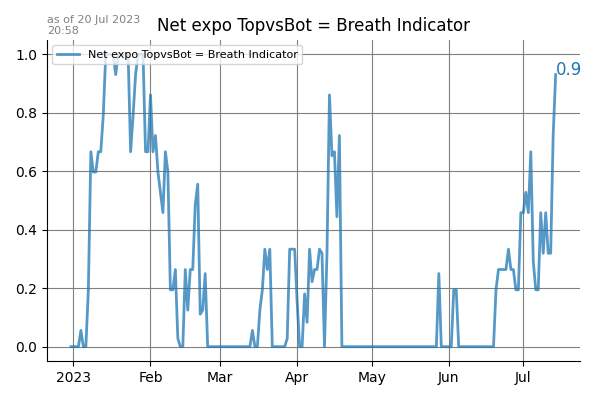 as of 20 Jul 2023
20:58
Net expo TopvsBot = Breath Indicator
Net expo TopvsBot = Breath Indicator
0.9
1.0
0.8
0.6
0.4
0.2
0.0
2023 Feb Mar Apr May Jun Jul